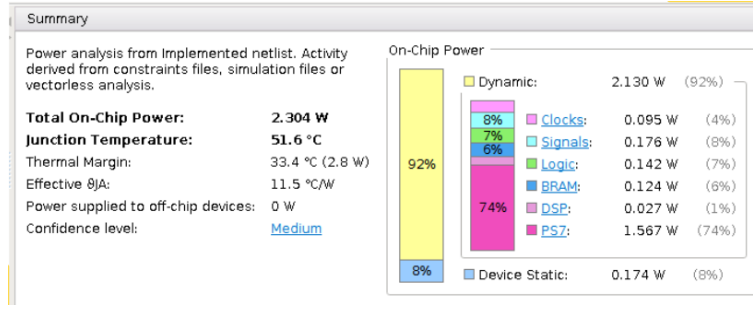 Summary
Power analysis from Implemented netlist. Activity
derived from constraints files, simulation files or
vectorless analysis.
Total On-Chip Power: 2.304 W
Junction Temperature: 51.6 °C
Thermal Margin: 33.4 °C (2.8 W)
Effective ϑJA: 11.5 °C/W
Power supplied to off-chip devices: 0 W
Confidence level: Medium
On-Chip Power
92%
8%
Dynamic: 2.130 W (92%)
8%
7%
6%
74%
Clocks: 0.095 W (4%)
Signals: 0.176 W (8%)
Logic: 0.142 W (7%)
BRAM: 0.124 W (6%)
DSP: 0.027 W (1%)
PS7: 1.567 W (74%)
Device Static: 0.174 W (8%)